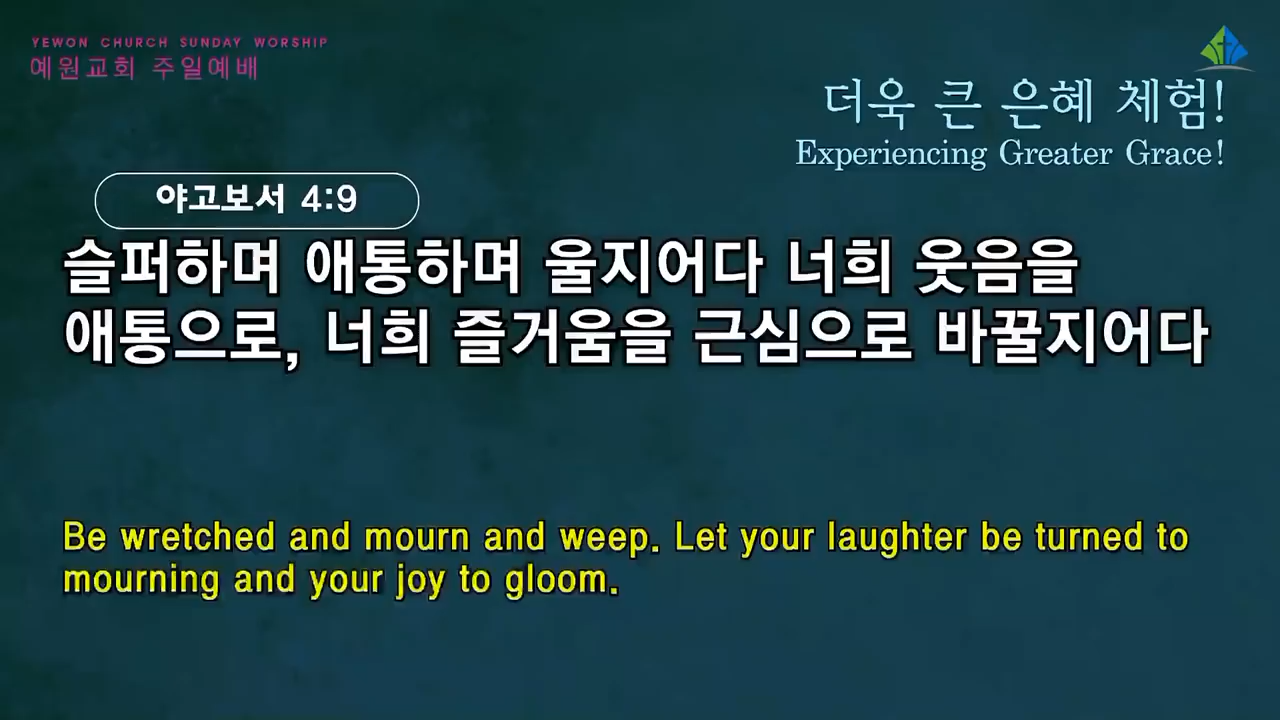 YEWON CHURCH SUNDAY WORSHIP
예원교회 주일예배
더욱 큰 은혜 체험!
Experiencing Greater Grace!
야고보서 4:9
슬퍼하며 애통하며 울지어다 너희 웃음을
애통으로, 너희 즐거움을 근심으로 바꿀지어다
Be wretched and mourn and weep. Let your laughter be turned to
mourning and your joy to gloom.